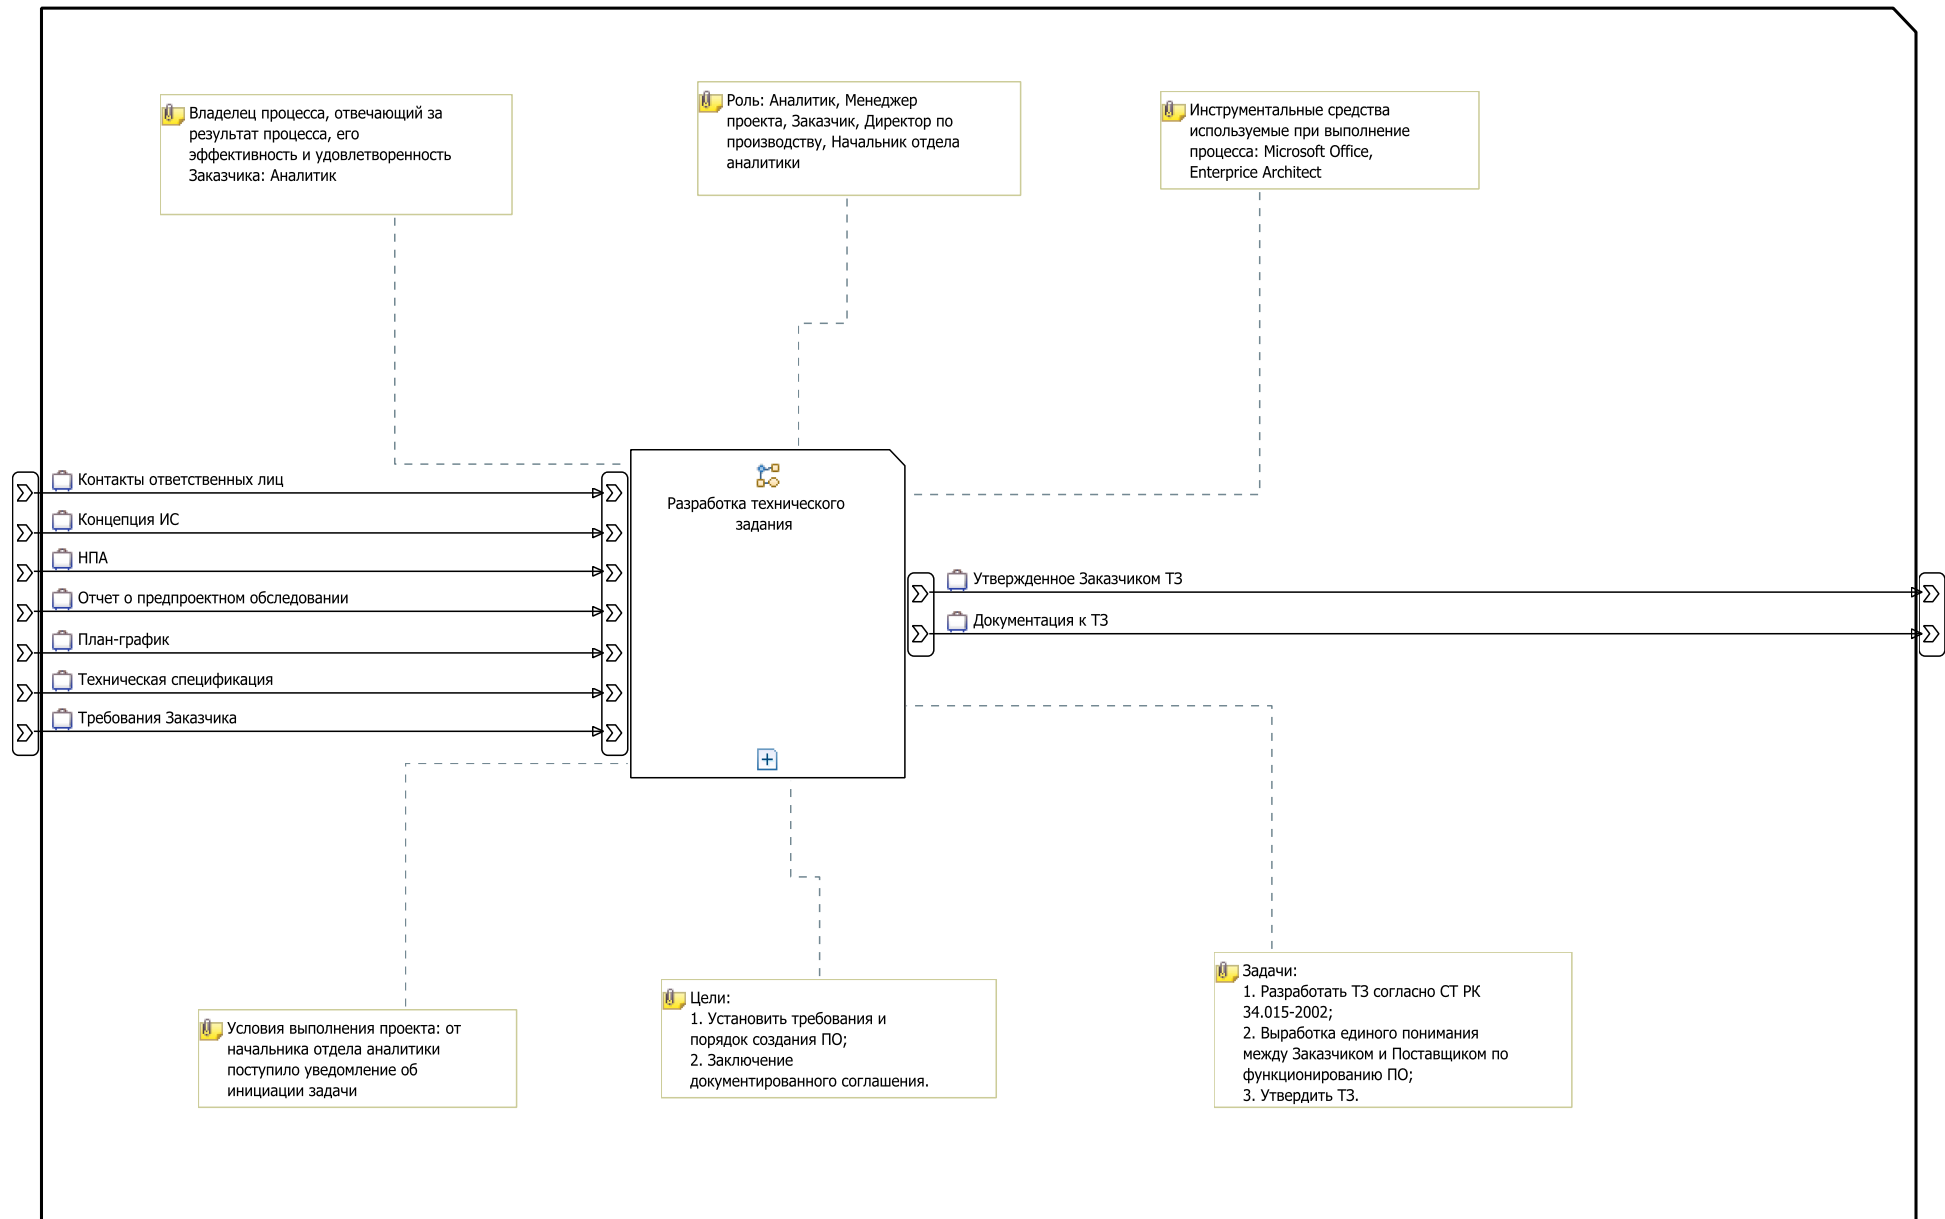 Владелец процесса, отвечающий за
результат процесса, его
эффективность и удовлетворенность
Заказчика: Аналитик
Роль: Аналитик, Менеджер
проекта, Заказчик, Директор по
производству, Начальник отдела
аналитики
Инструментальные средства
используемые при выполнение
процесса: Microsoft Office,
Enterprice Architect
Контакты ответственных лиц
Концепция ИС
НПА
Отчет о предпроектном обследовании
План-график
Техническая спецификация
Требования Заказчика
Разработка технического
задания
Утвержденное Заказчиком ТЗ
Документация к ТЗ
Условия выполнения проекта: от
начальника отдела аналитики
поступило уведомление об
инициации задачи
Цели:
1. Установить требования и
порядок создания ПО;
2. Заключение
документированного соглашения.
Задачи:
1. Разработать ТЗ согласно СТ РК
34.015-2002;
2. Выработка единого понимания
между Заказчиком и Поставщиком по
функционированию ПО;
3. Утвердить ТЗ.